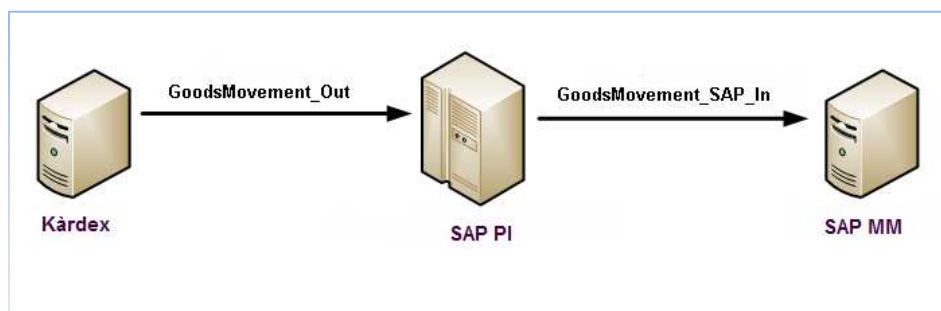 GoodsMovement_Out
GoodsMovement_SAP_In
Kàrdex
SAP PI
SAP MM